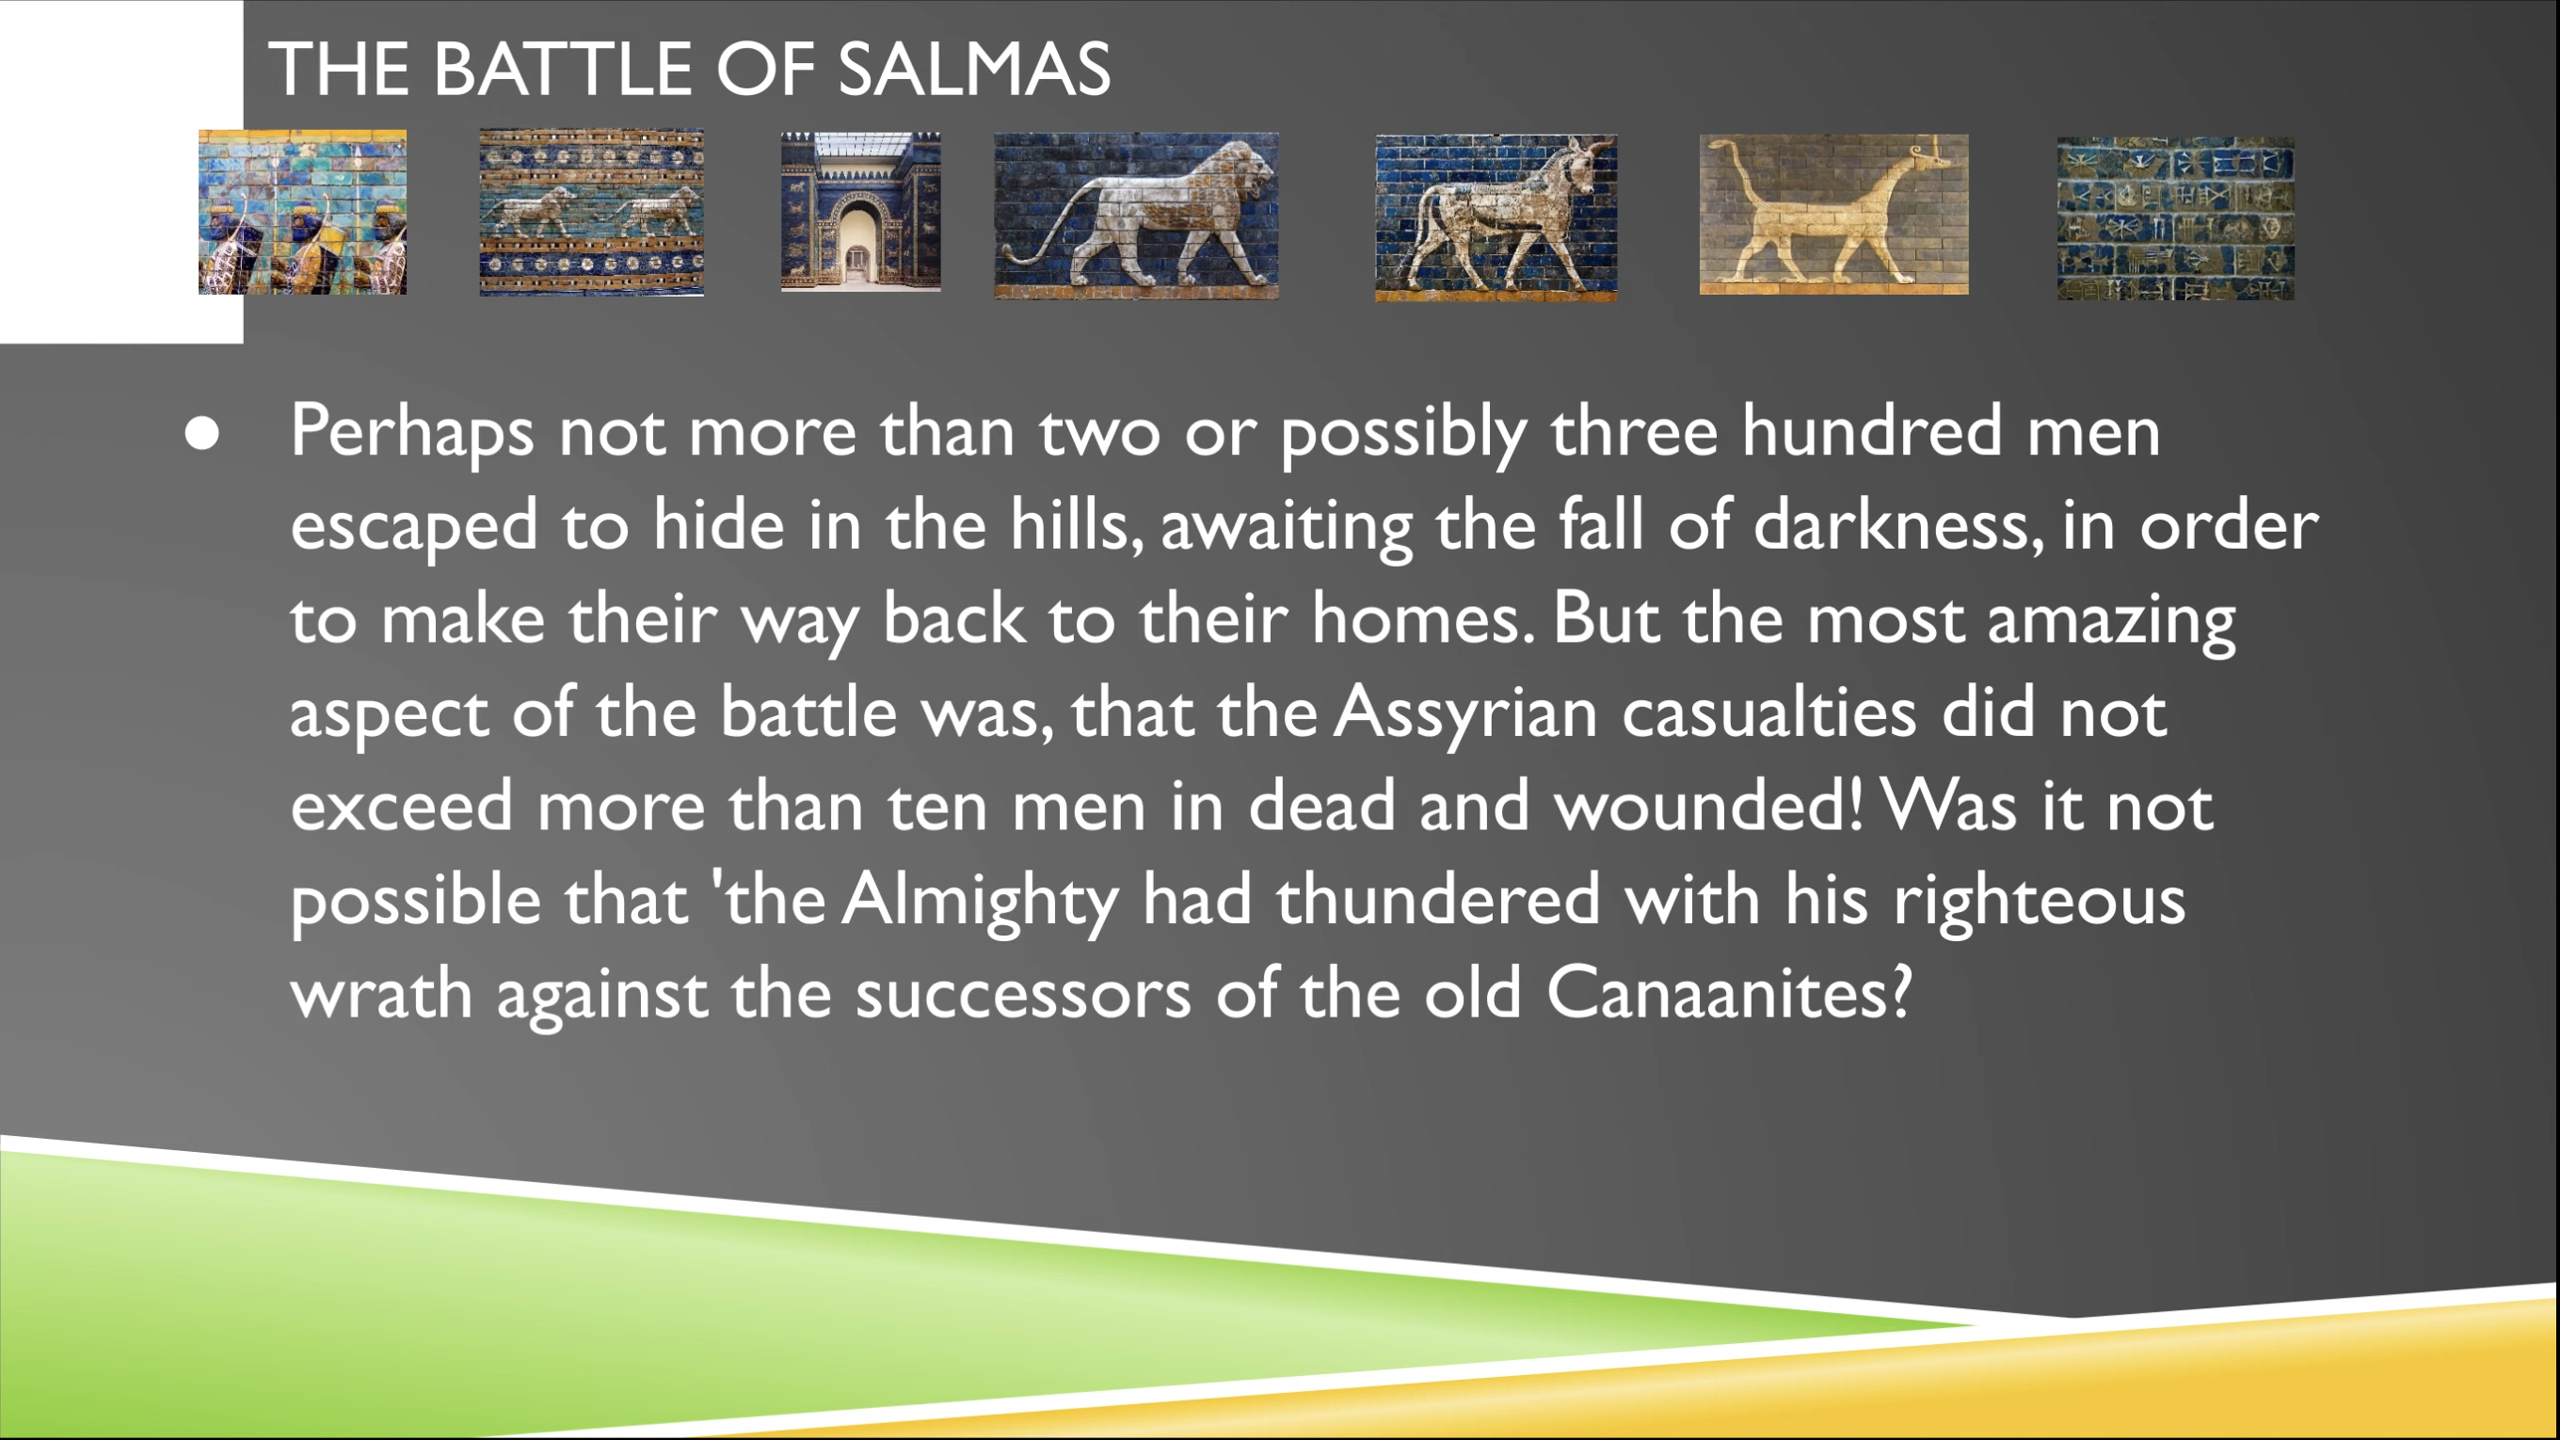 THE BATTLE OF SALMAS
● Perhaps not more than two or possibly three hundred men
escaped to hide in the hills, awaiting the fall of darkness, in order
to make their way back to their homes. But the most amazing
aspect of the battle was, that the Assyrian casualties did not
exceed more than ten men in dead and wounded! Was it not
possible that 'the Almighty had thundered with his righteous
wrath against the successors of the old Canaanites?